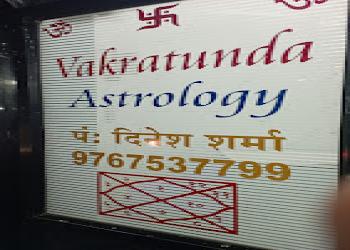 ॐ 卐 ॐ
Vakratunda
Astrology
पं: दिनेश शर्मा
9767537799